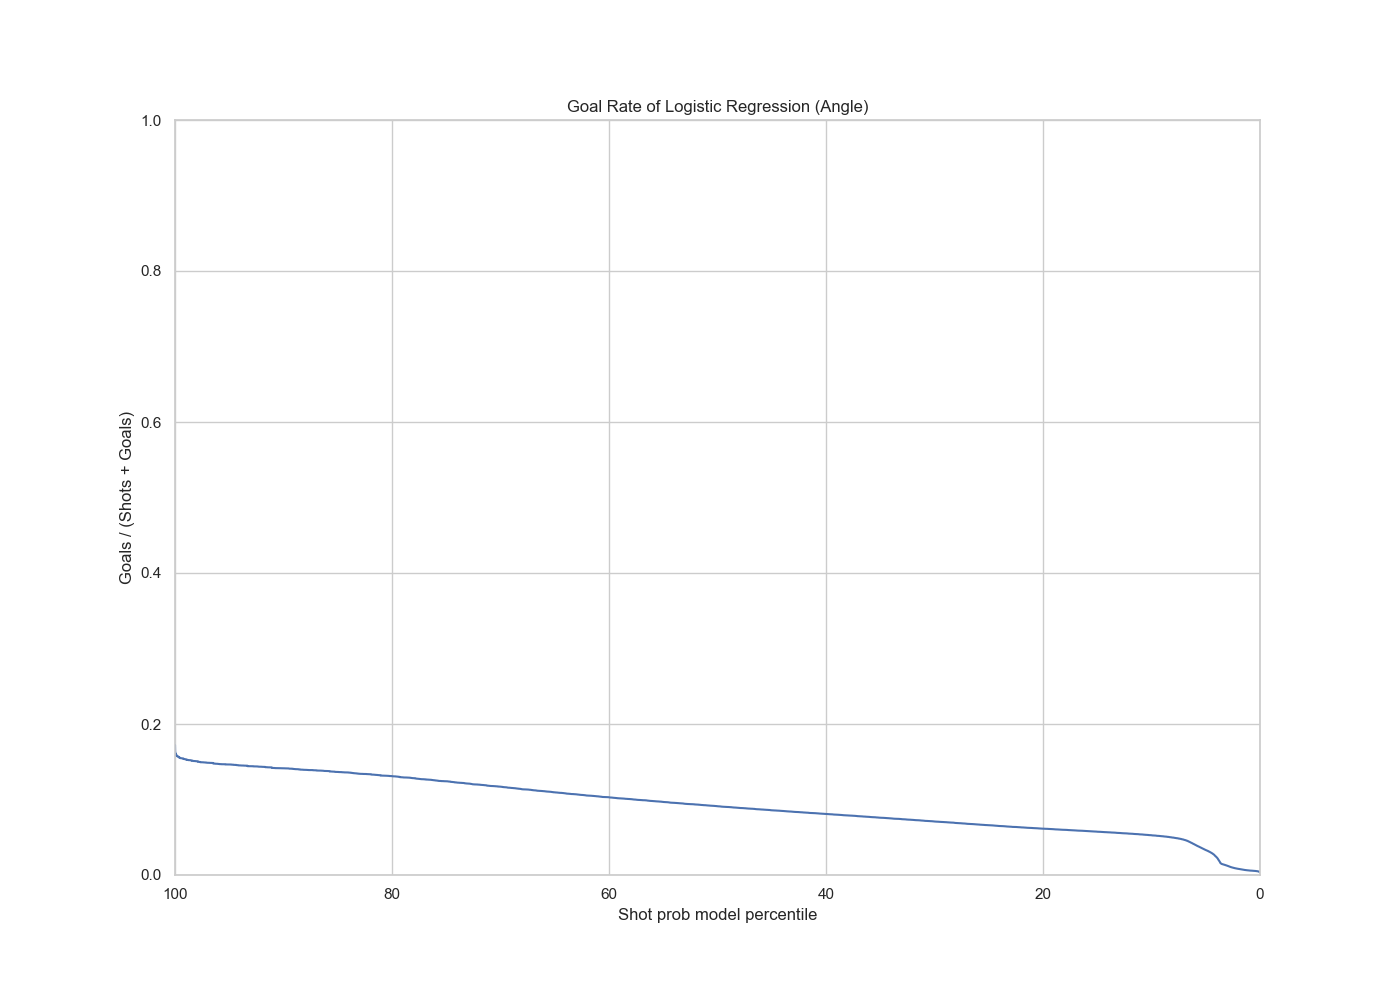 Goal Rate of Logistic Regression (Angle)
Goals / (Shots + Goals)
1.0
0.8
0.6
0.4
0.2
0.0
100 80 60 40 20 0
Shot prob model percentile